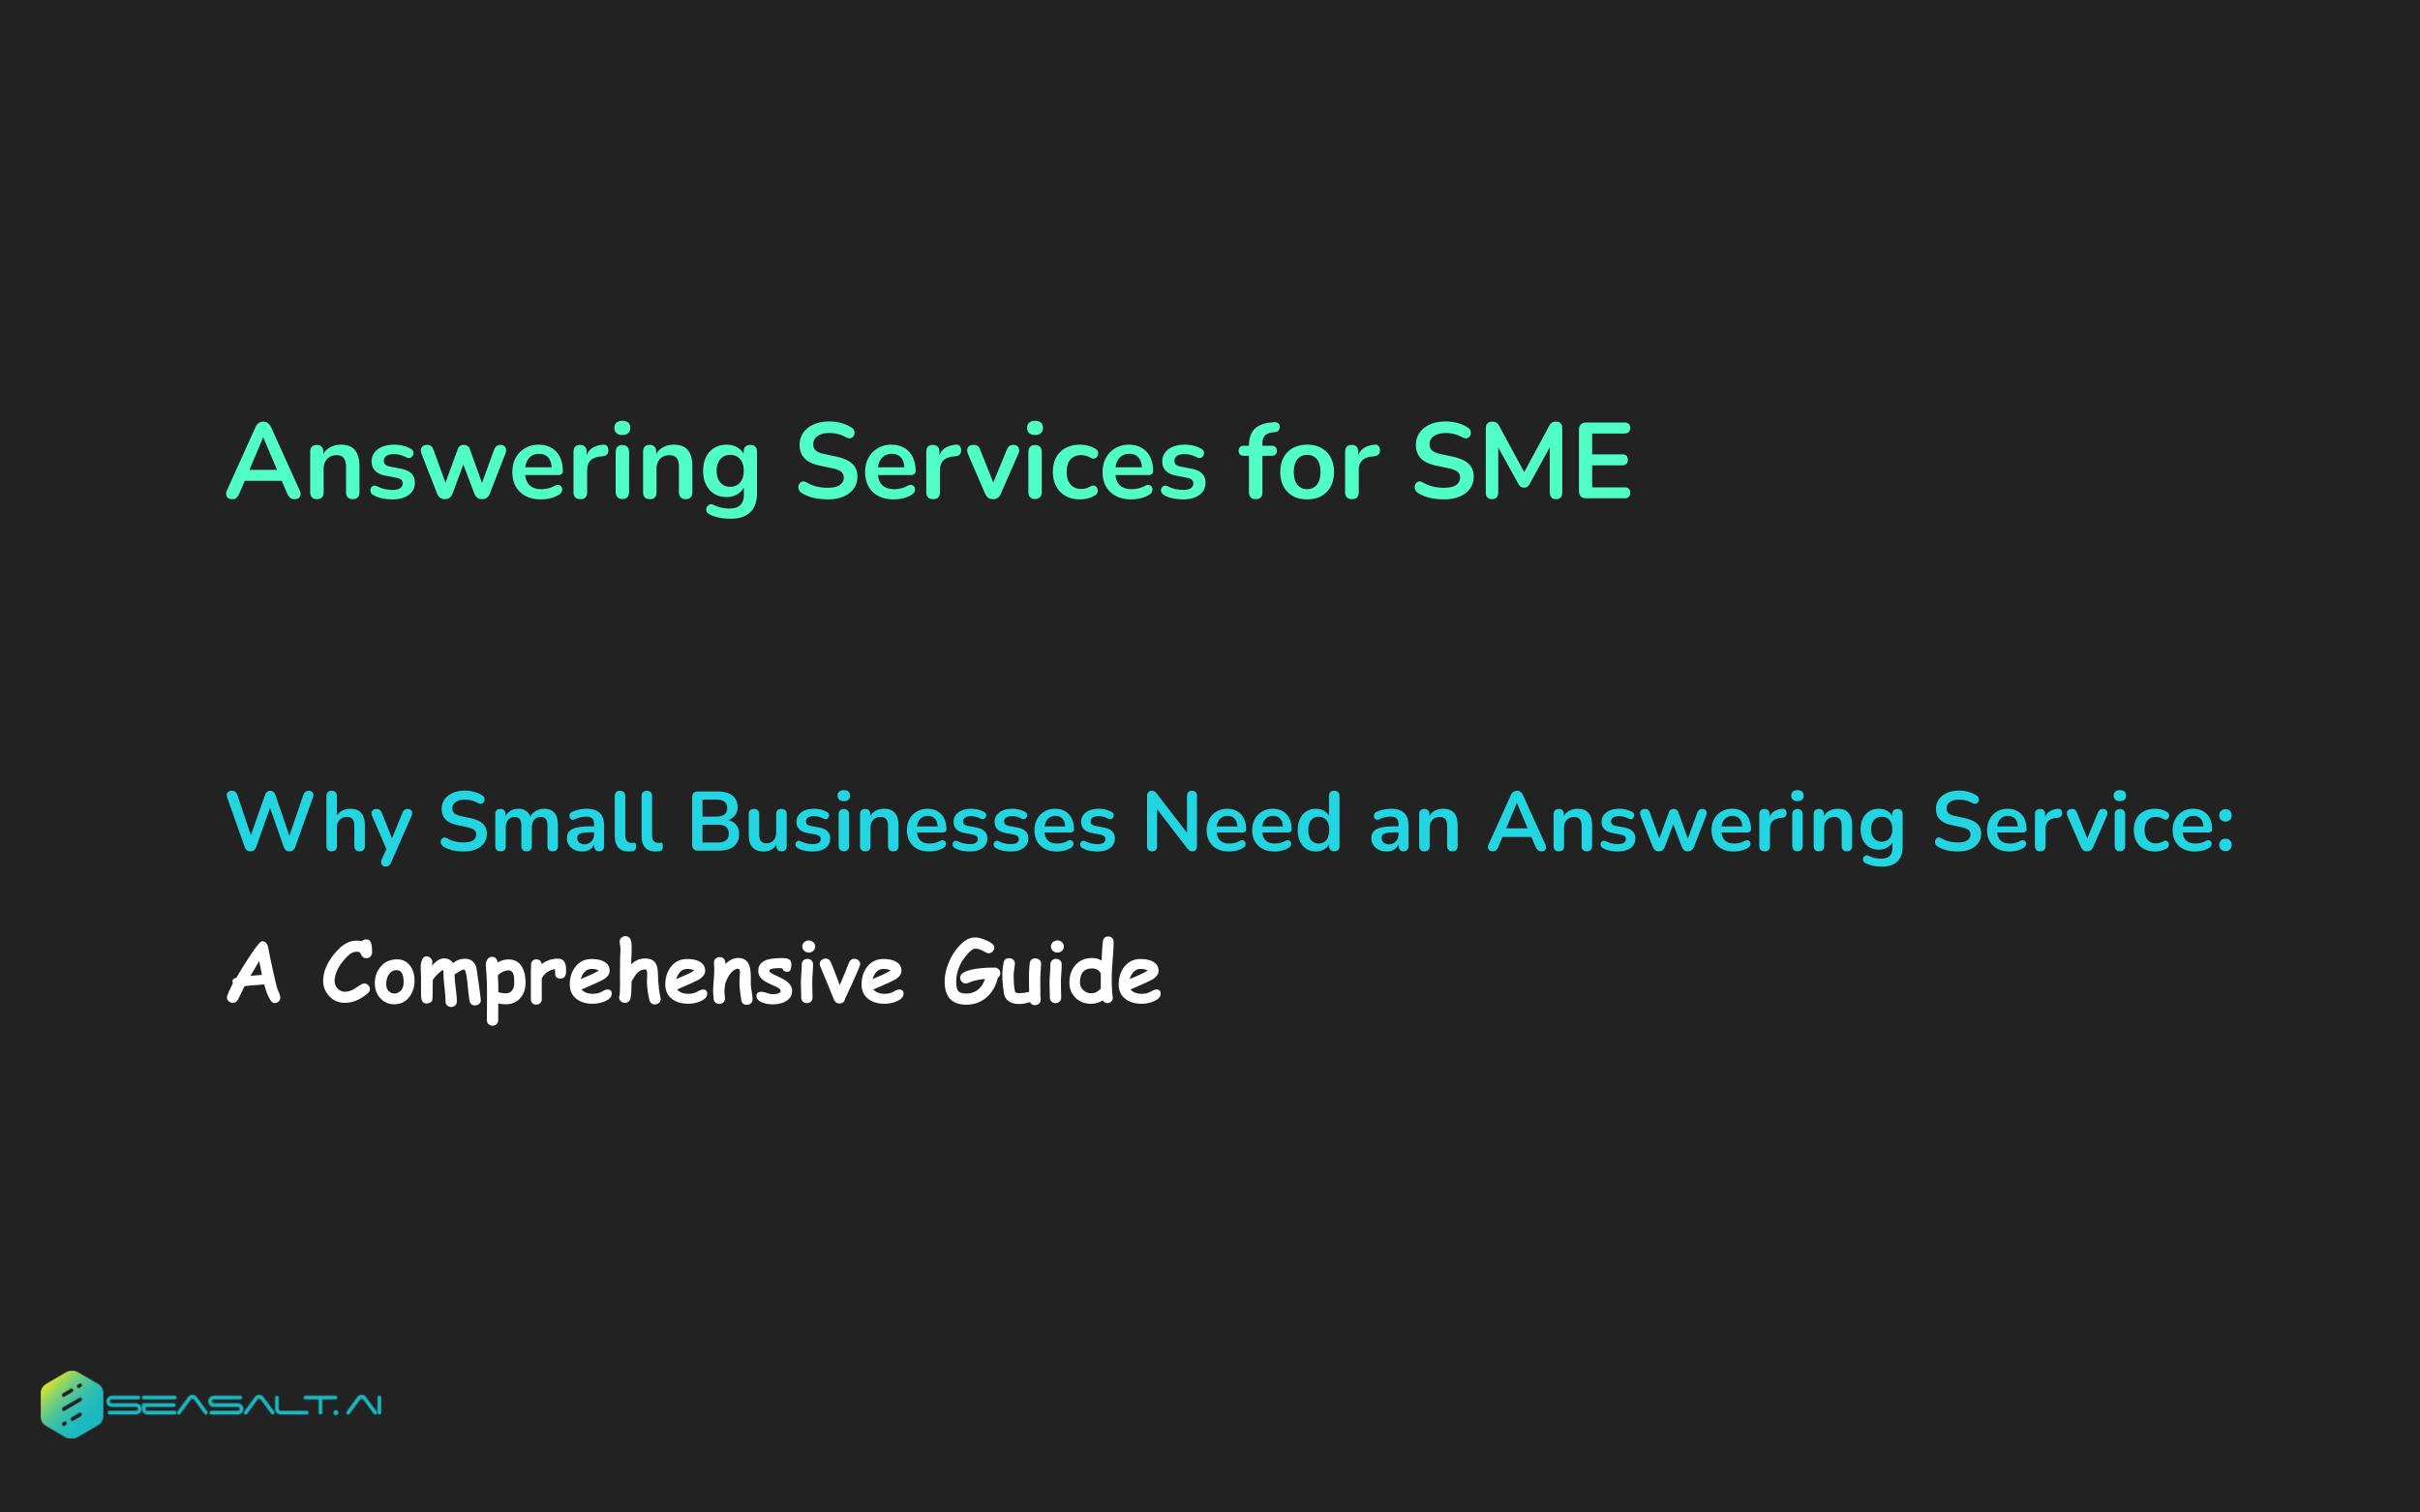 Answering Services for SME
Why Small Businesses Need an Answering Service:
A Comprehensive Guide
SEASALT.AI